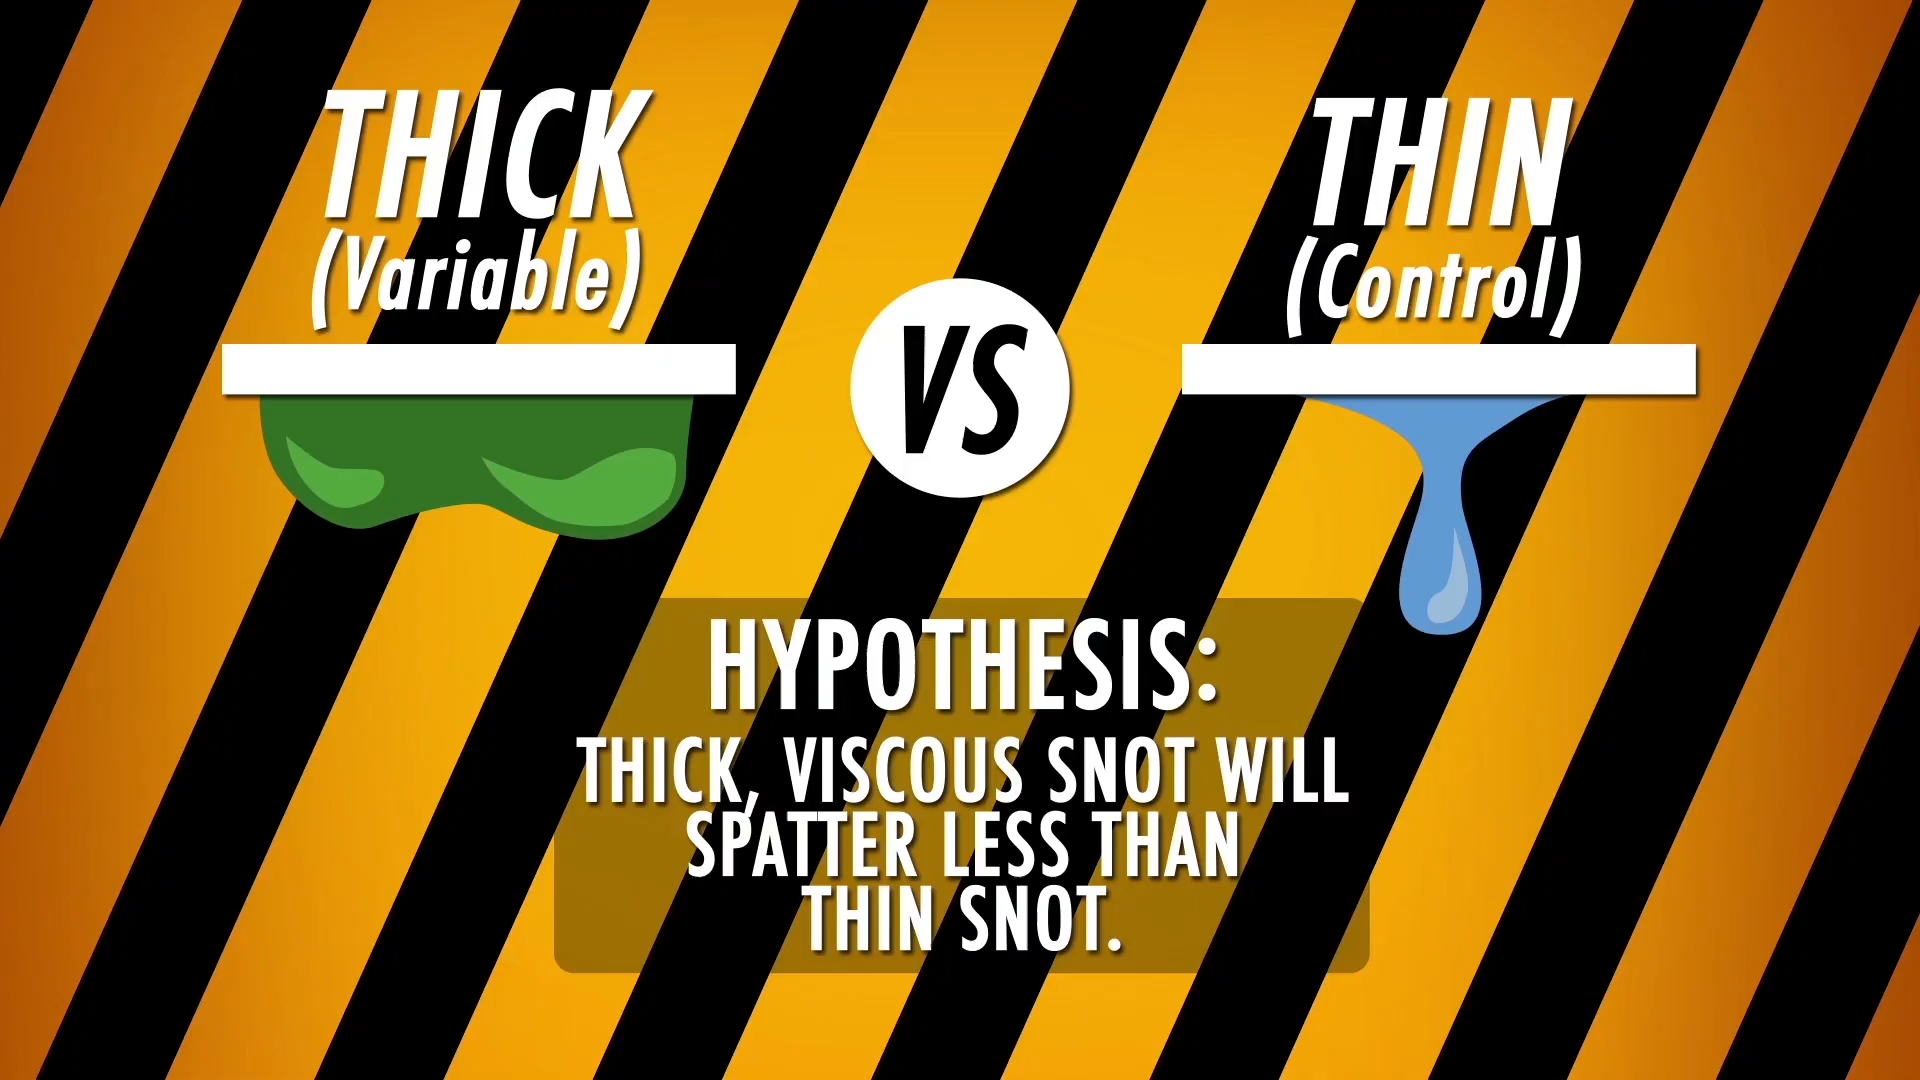 THICK
(Variable)
THIN
(Control)
VS
HYPOTHESIS:
THICK, VISCOUS SNOT WILL
SPATTER LESS THAN
THIN SNOT.